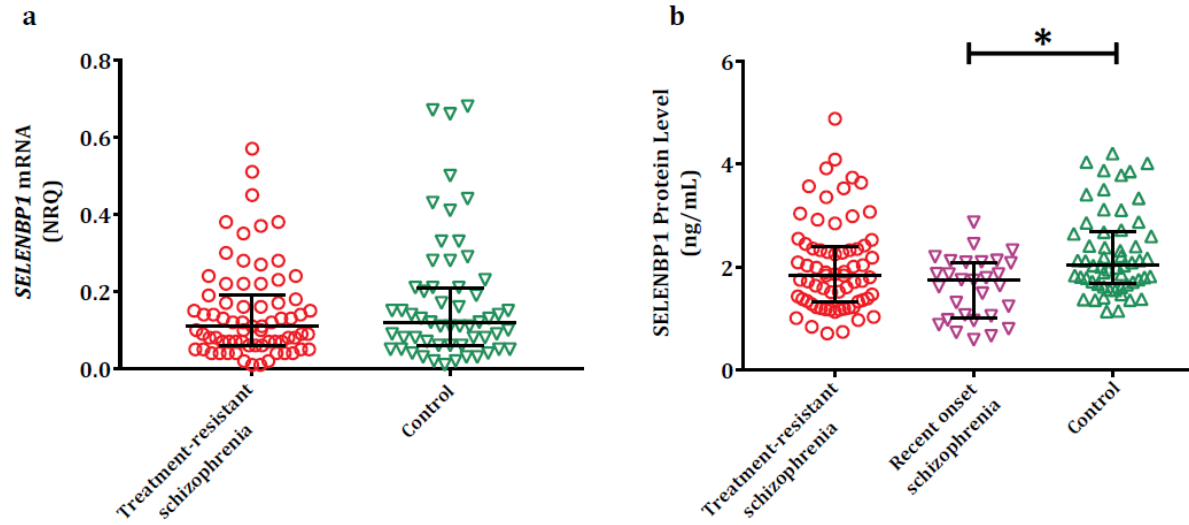 a
b
*
0.8
0.6
0.4
0.2
0.0
SELENBP1 mRNA
(NRQ)
Treatment-resistant
schizophrenia
Control
6
4
2
0
SELENBP1 Protein Level
(ng/mL)
Treatment-resistant
schizophrenia
Recent onset
schizophrenia
Control